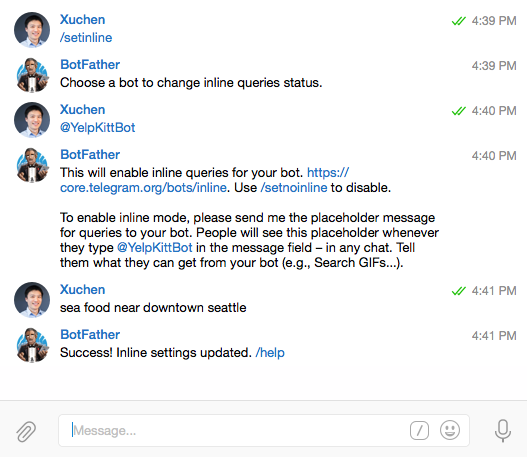 Xuchen 4:39 PM
/setinline
BotFather 4:39 PM
Choose a bot to change inline queries status.
Xuchen 4:40 PM
@YelpKittBot
BotFather 4:40 PM
This will enable inline queries for your bot. https://
core.telegram.org/bots/inline. Use /setnoinline to disable.
To enable inline mode, please send me the placeholder message
for queries to your bot. People will see this placeholder whenever
they type @YelpKittBot in the message field – in any chat. Tell
them what they can get from your bot (e.g., Search GIFs...).
Xuchen 4:41 PM
sea food near downtown seattle
BotFather 4:41 PM
Success! Inline settings updated. /help
Message... /